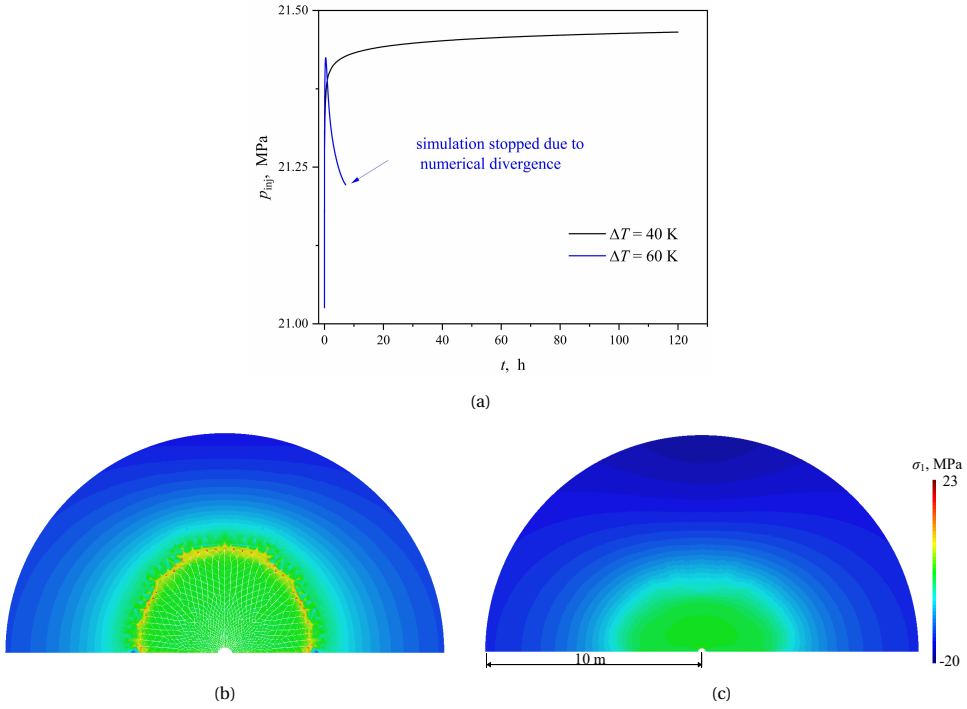 21.50
21.25
21.00
p_inj, MPa
simulation stopped due to
numerical divergence
ΔT = 40 K
ΔT = 60 K
0 20 40 60 80 100 120
t, h
(a)
σ₁, MPa
23
-20
10 m
(b) (c)